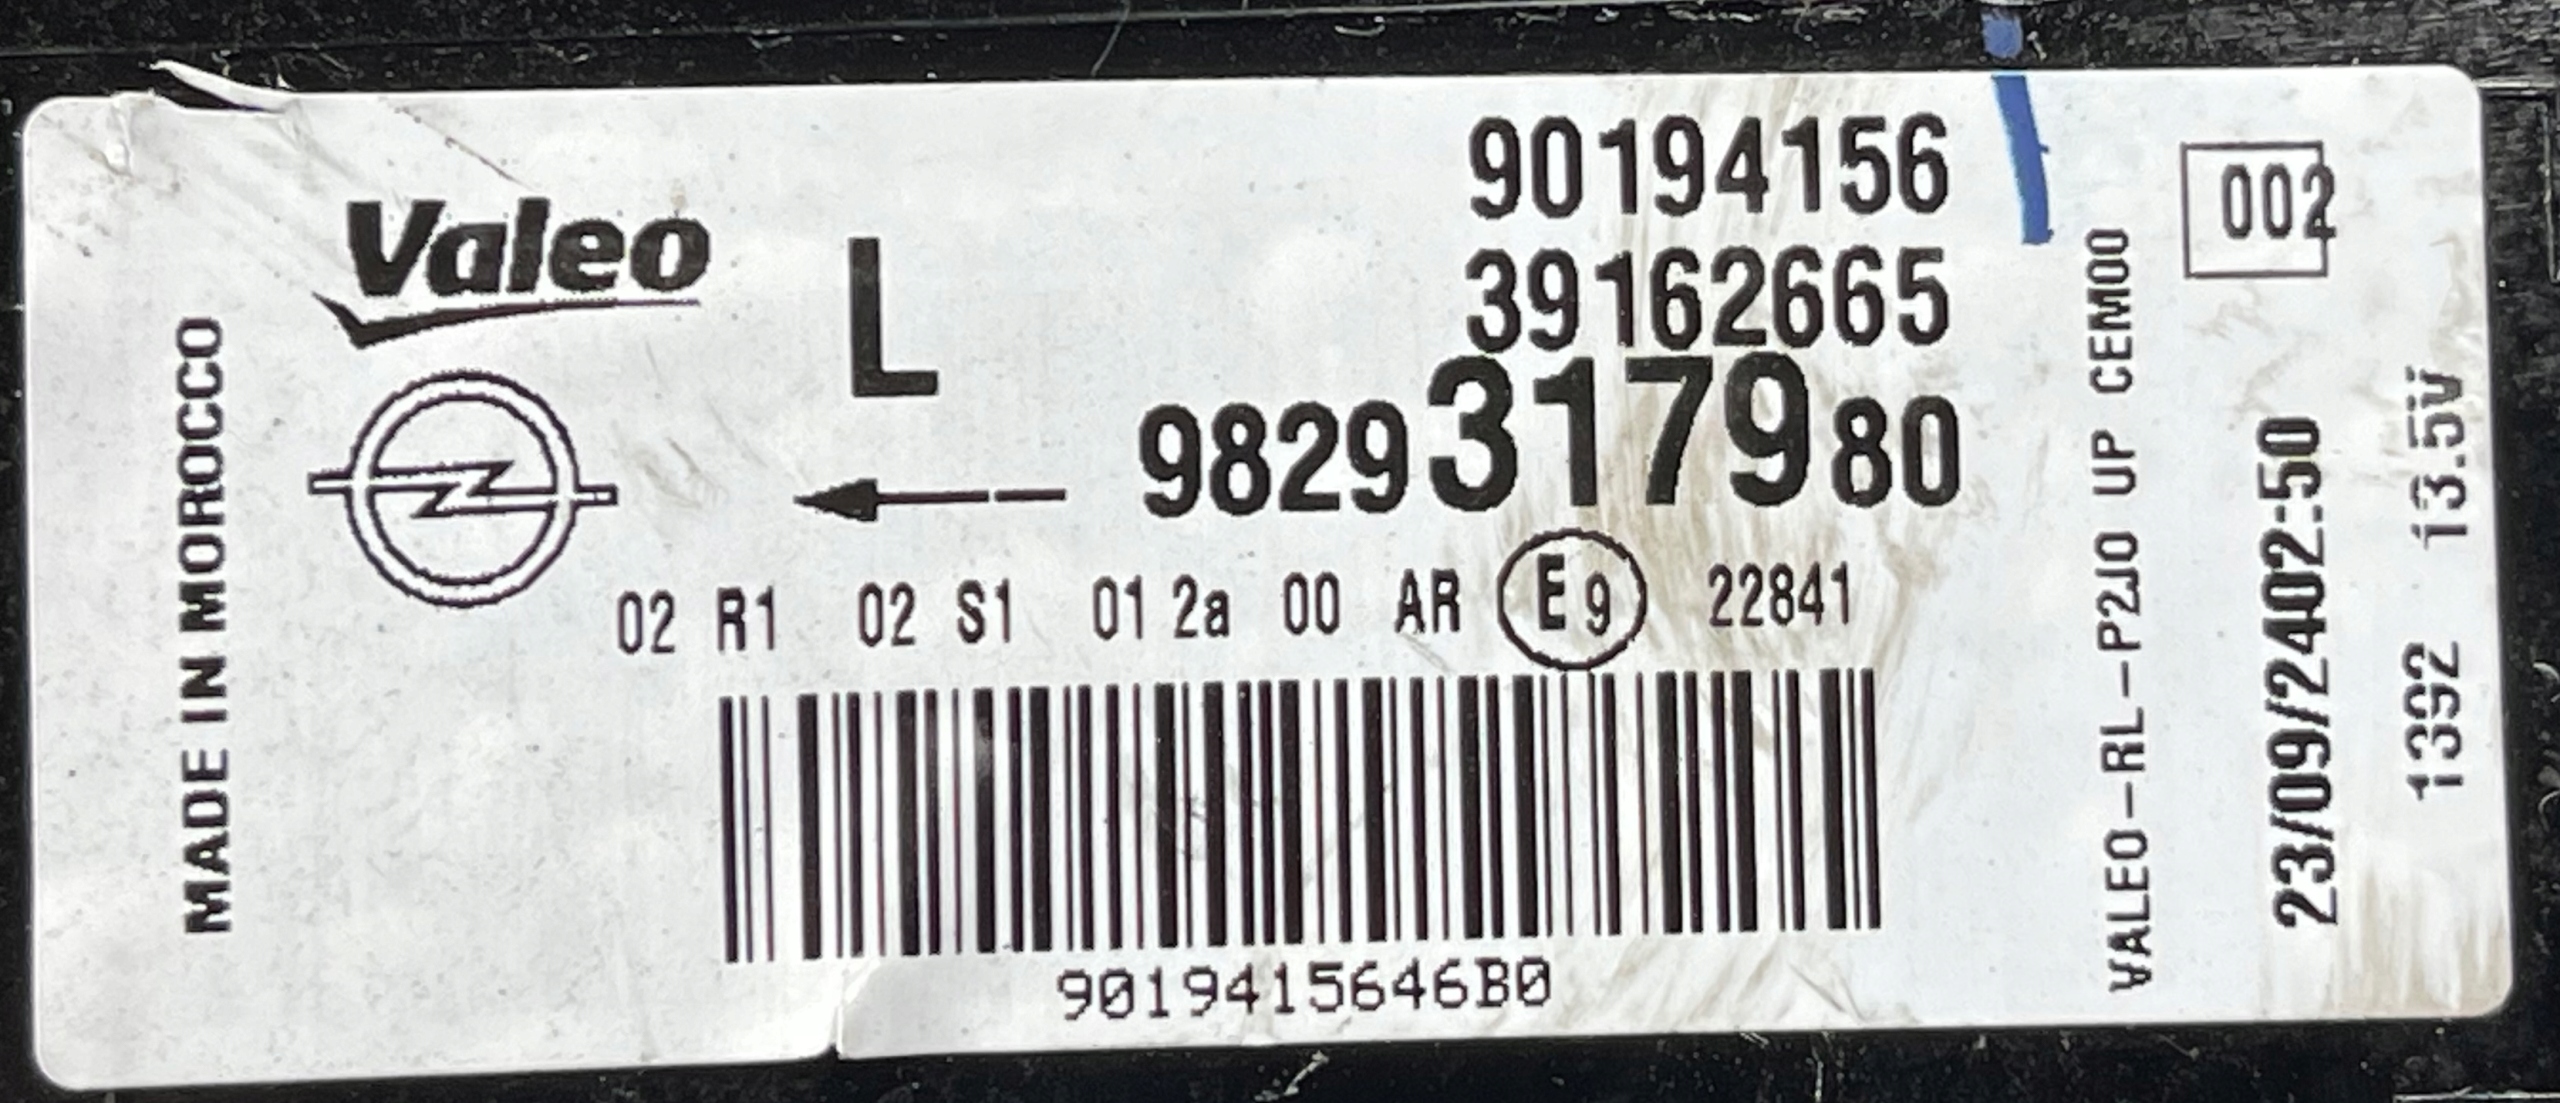 Valeo
MADE IN MOROCCO
L
90194156
39162665
9829317980
02 R1 02 S1 01 2a 00 AR E9 22841
9019415646B0
VALEO-RL-P2JO UP CEM00
002
23/09/2402:50
1392 13.5V